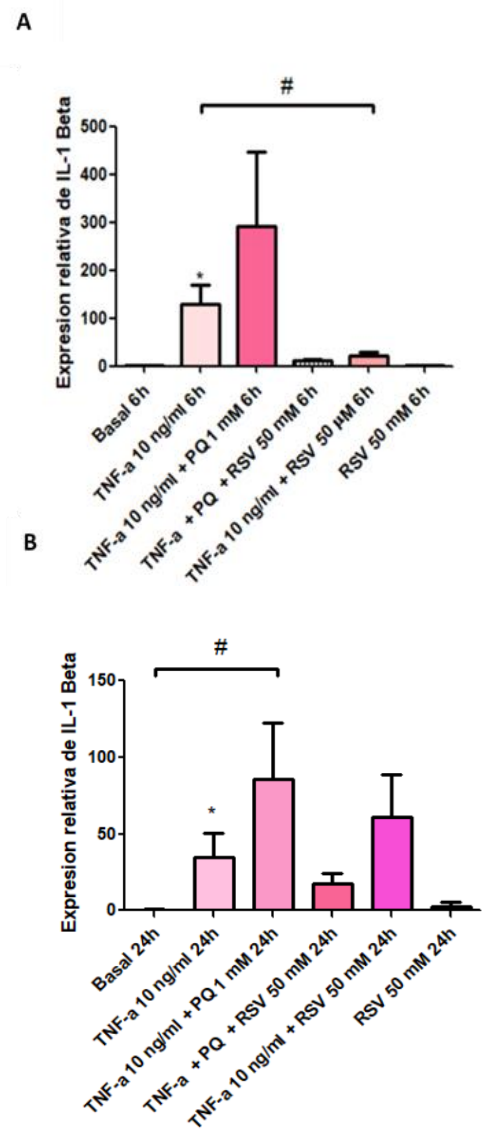 A
#
Expresion relativa de IL-1 Beta
500
400
300
200
100
0
*
Basal 6h
TNF-a 10 ng/ml 6h
TNF-a 10 ng/ml + PQ 1 mM 6h
TNF-a + PQ + RSV 50 mM 6h
TNF-a 10 ng/ml + RSV 50 µM 6h
RSV 50 mM 6h
B
#
Expresion relativa de IL-1 Beta
150
100
50
0
*
Basal 24h
TNF-a 10 ng/ml 24h
TNF-a 10 ng/ml + PQ 1 mM 24h
TNF-a + PQ + RSV 50 mM 24h
TNF-a 10 ng/ml + RSV 50 mM 24h
RSV 50 mM 24h